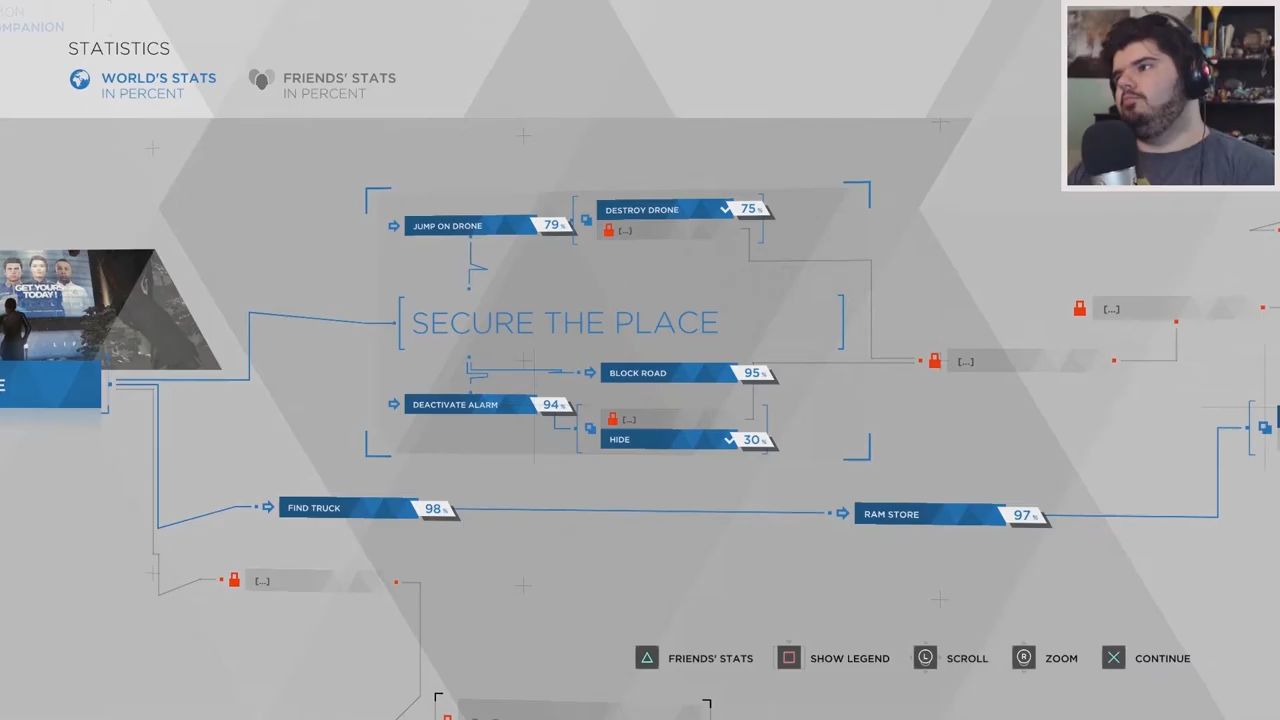 MON
OMPANION
STATISTICS
WORLD'S STATS
IN PERCENT
FRIENDS' STATS
IN PERCENT
DESTROY DRONE 75%
JUMP ON DRONE 79%
[...]
GET YOURS
TODAY!
[...]
SECURE THE PLACE
[...]
BLOCK ROAD 95%
E
DEACTIVATE ALARM 94%
[...]
HIDE 30%
FIND TRUCK 98%
RAM STORE 97%
[...]
FRIENDS' STATS
SHOW LEGEND
L SCROLL
R ZOOM
CONTINUE